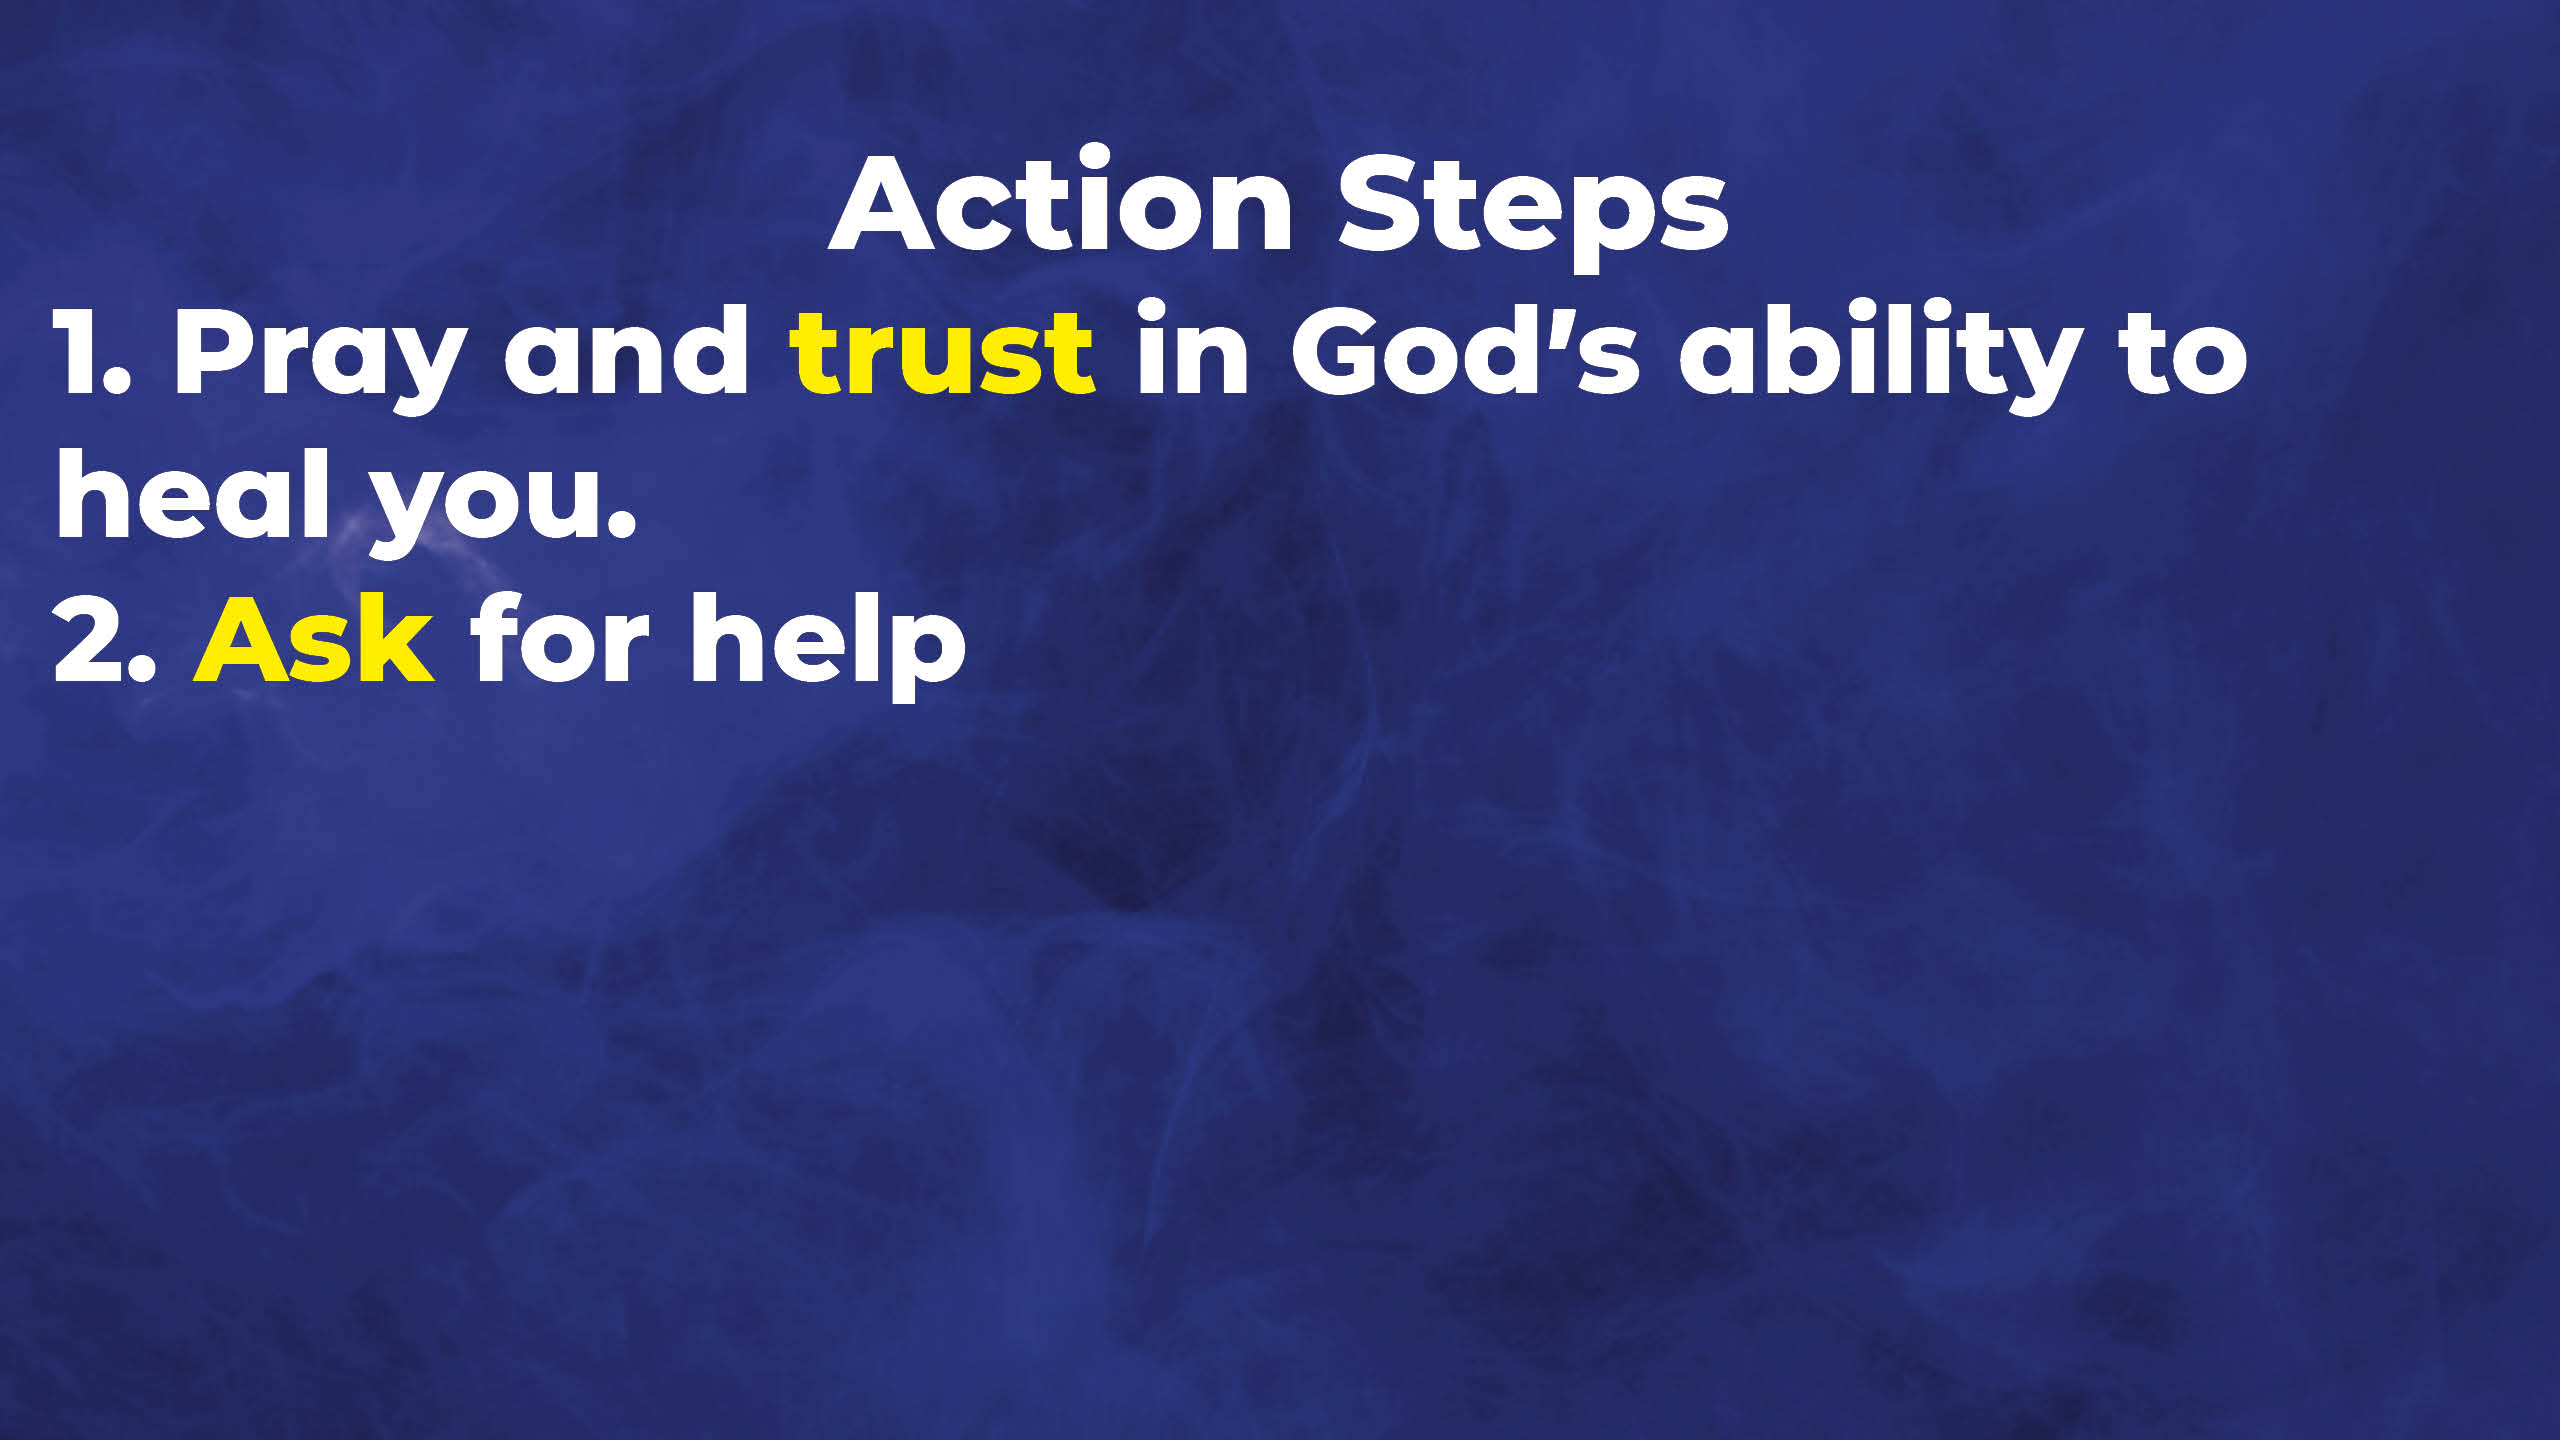 Action Steps
1. Pray and trust in God's ability to
heal you.
2. Ask for help